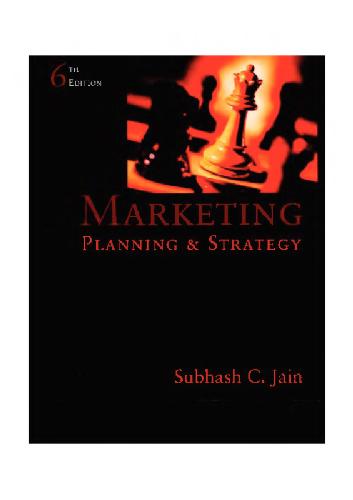 6TH
EDITION
MARKETING
PLANNING & STRATEGY
Subhash C. Jain